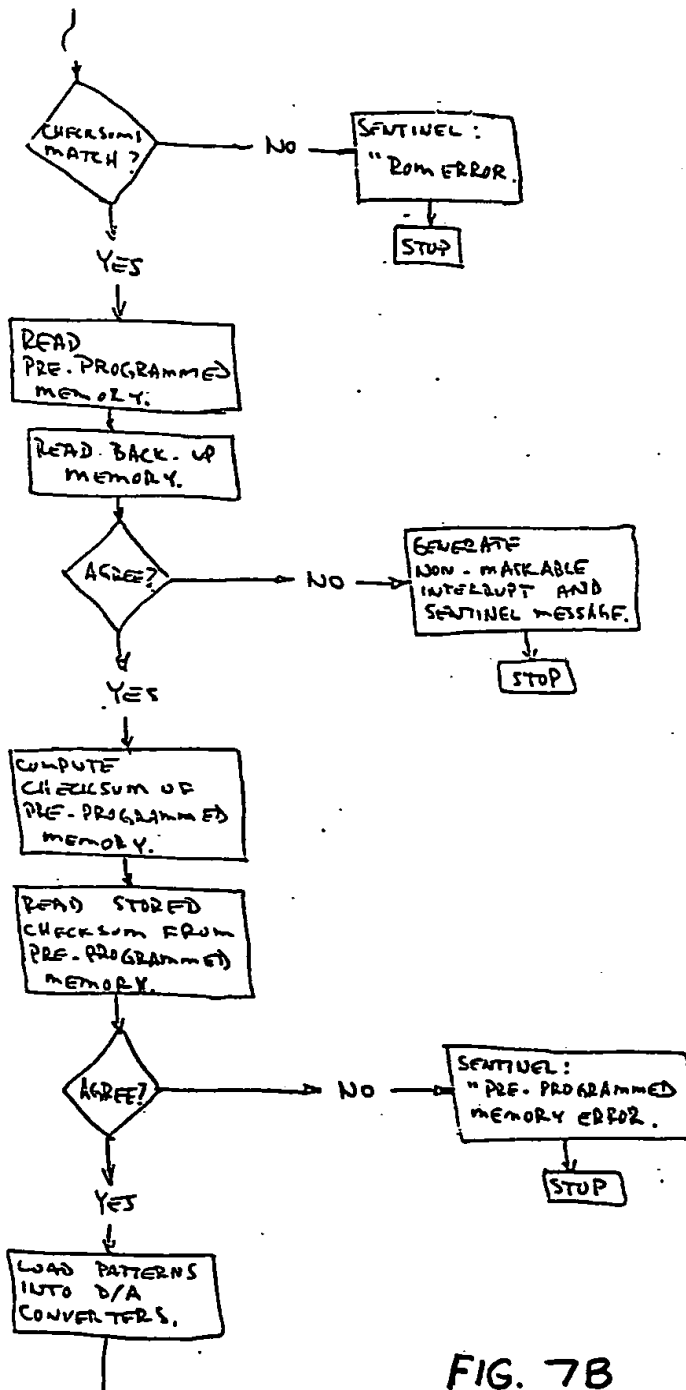 CHECKSUMS
MATCH?
NO
SENTINEL:
"ROM ERROR.
STOP
YES
READ
PRE-PROGRAMMED
MEMORY.
READ BACK-UP
MEMORY.
AGREE?
NO
GENERATE
NON-MASKABLE
INTERRUPT AND
SENTINEL MESSAGE.
STOP
YES
COMPUTE
CHECKSUM OF
PRE-PROGRAMMED
MEMORY.
READ STORED
CHECKSUM FROM
PRE-PROGRAMMED
MEMORY.
AGREE?
NO
SENTINEL:
"PRE-PROGRAMMED
MEMORY ERROR.
STOP
YES
LOAD PATTERNS
INTO D/A
CONVERTERS.
FIG. 7B